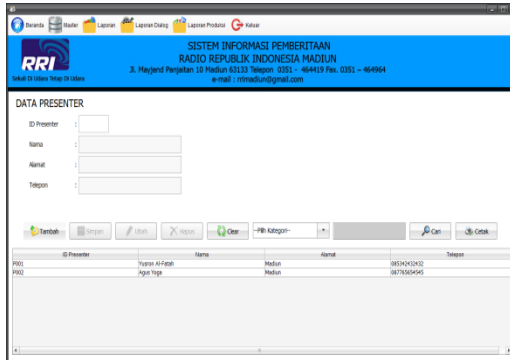 Beranda Master Laporan Laporan Dialog Laporan Produksi Keluar
SISTEM INFORMASI PEMBERITAAN
RADIO REPUBLIK INDONESIA MADIUN
Jl. Mayjend Panjaitan 10 Madiun 63133 Telepon 0351 - 464419 Fax. 0351 – 464964
e-mail : rrimadiun@gmail.com
RRI
Sekali Di Udara Tetap Di Udara
DATA PRESENTER
ID Presenter :
Nama :
Alamat :
Telepon :
Tambah Simpan Ubah Hapus Clear --Pilih Kategori-- Cari Cetak
ID Presenter Nama Alamat Telepon
P001 Yusron Al-Fatah Madiun 085342432432
P002 Agus Yoga Madiun 087765654545